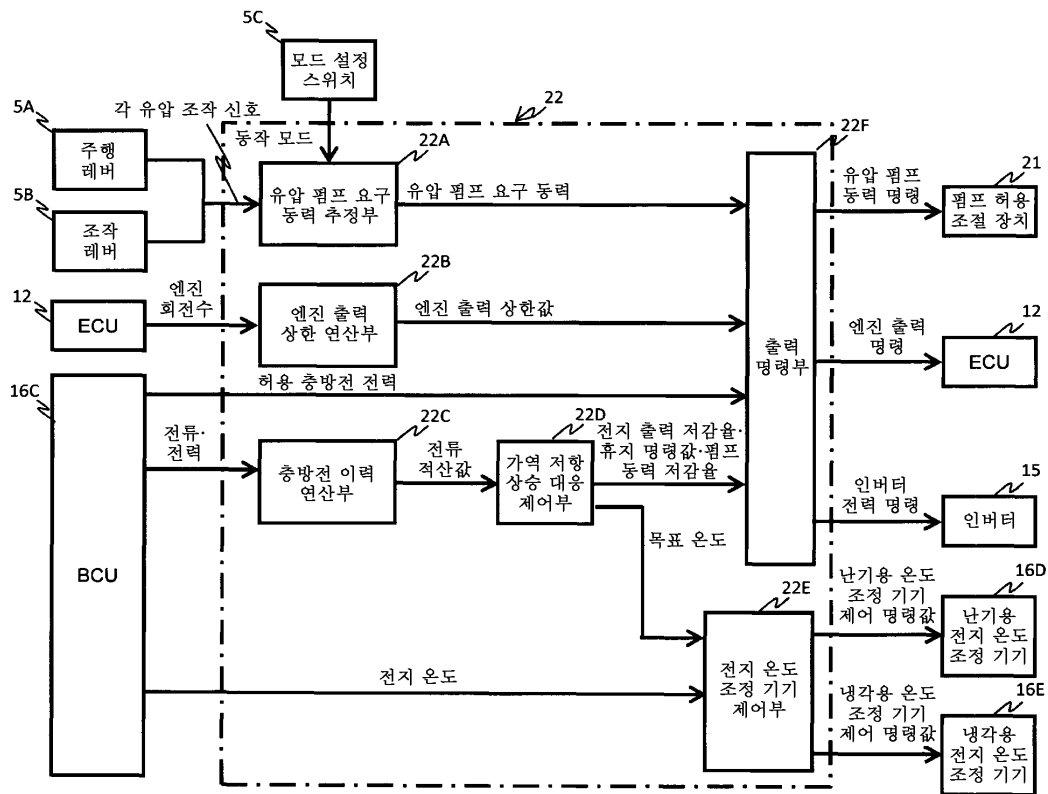 5C
모드 설정
스위치
5A
각 유압 조작 신호
22
주행
레버
동작 모드
22A
22F
5B
조작
레버
유압 펌프 요구
동력 추정부
유압 펌프 요구 동력
유압 펌프
동력 명령
21
펌프 허용
조절 장치
12
ECU
엔진
회전수
22B
엔진 출력
상한 연산부
엔진 출력 상한값
출력
명령부
엔진 출력
명령
12
ECU
16C
BCU
허용 충방전 전력
전류·
전력
22C
충방전 이력
연산부
전류
적산값
22D
가역 저항
상승 대응
제어부
전지 출력 저감율·
휴지 명령값·펌프
동력 저감율
인버터
전력 명령
15
인버터
목표 온도
22E
전지 온도
조정 기기
제어부
난기용 온도
조정 기기
제어 명령값
16D
난기용
전지 온도
조정 기기
전지 온도
냉각용 온도
조정 기기
제어 명령값
16E
냉각용
전지 온도
조정 기기